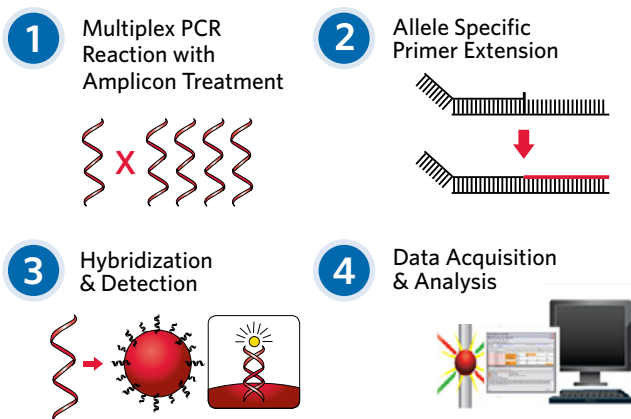 1
Multiplex PCR
Reaction with
Amplicon Treatment
X
2
Allele Specific
Primer Extension
3
Hybridization
& Detection
4
Data Acquisition
& Analysis